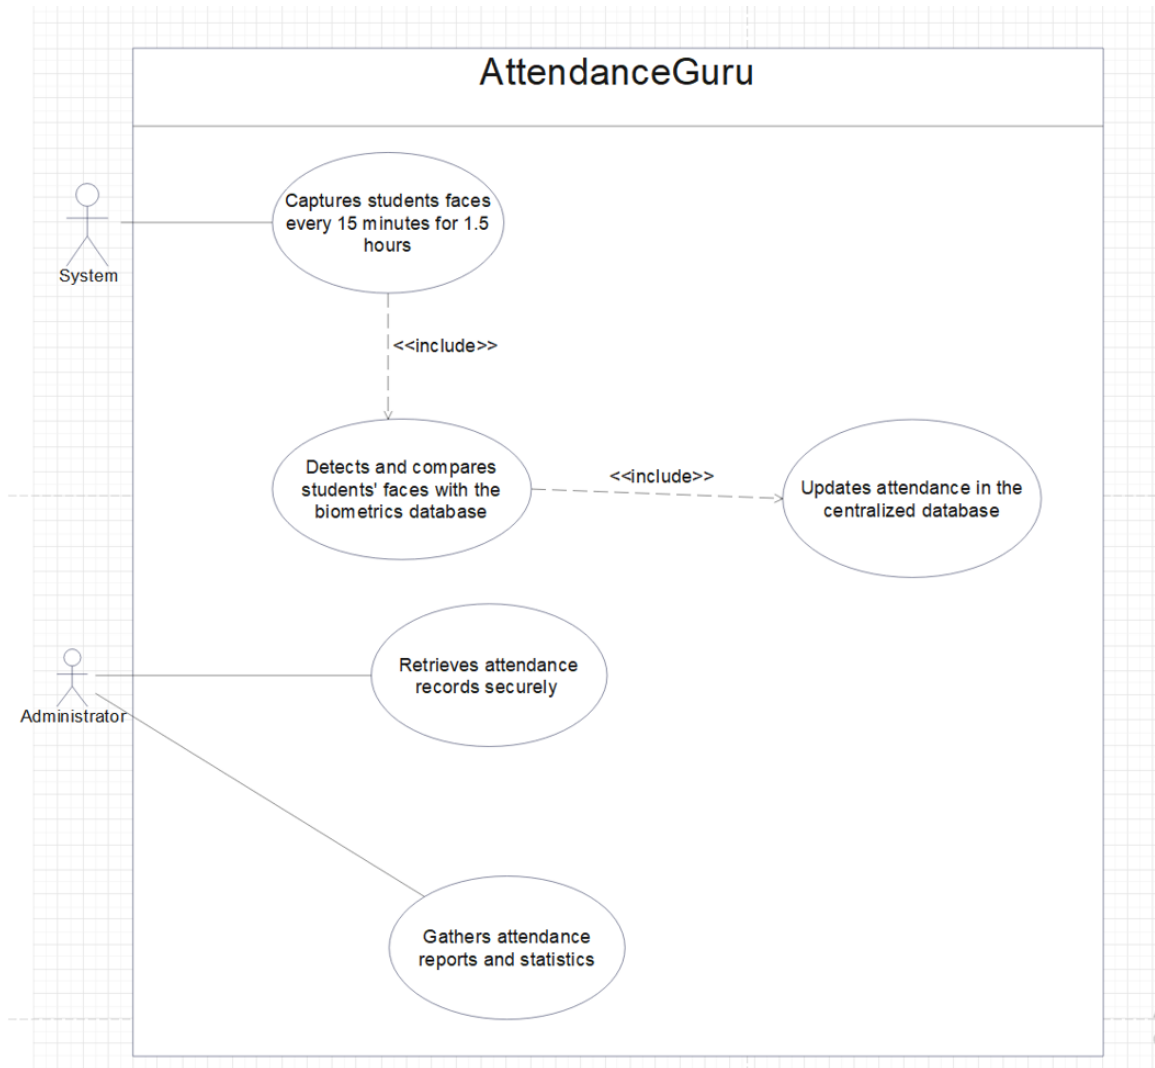 AttendanceGuru
Captures students faces
every 15 minutes for 1.5
hours
System
<<include>>
Detects and compares
students' faces with the
biometrics database
<<include>>
Updates attendance in the
centralized database
Retrieves attendance
records securely
Administrator
Gathers attendance
reports and statistics